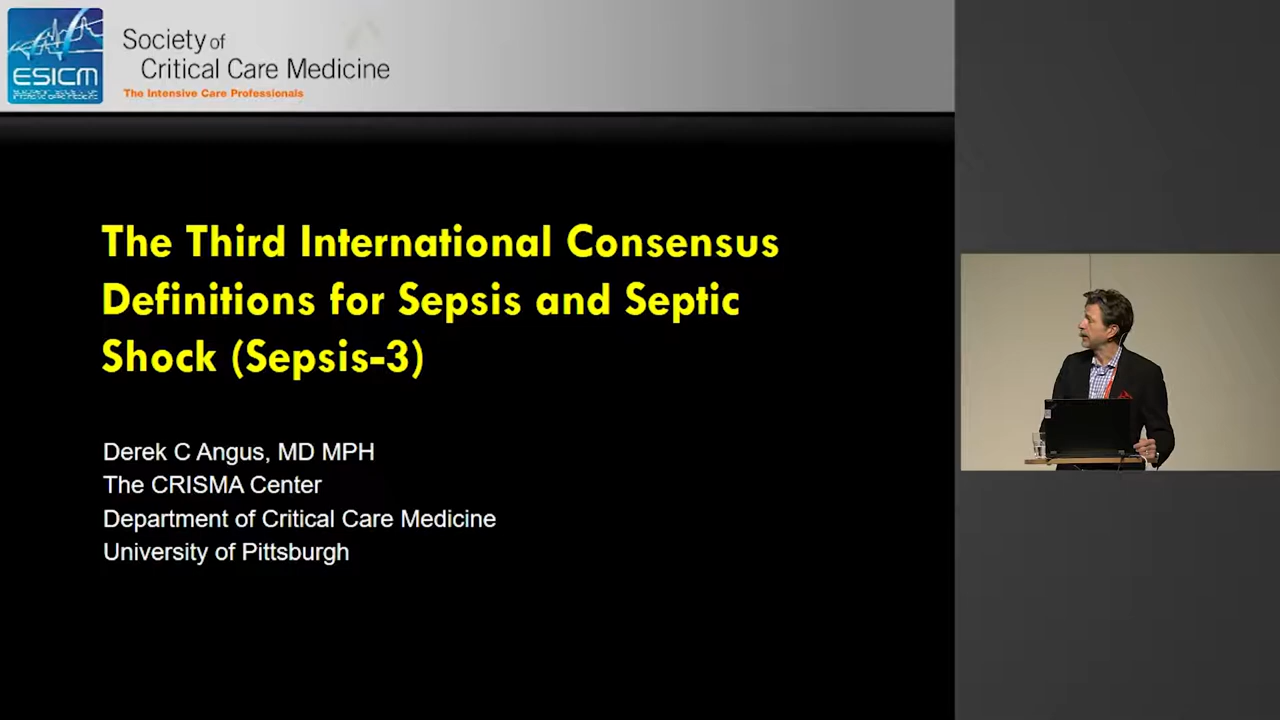 ESICM
Society of
Critical Care Medicine
The Intensive Care Professionals
The Third International Consensus
Definitions for Sepsis and Septic
Shock (Sepsis-3)
Derek C Angus, MD MPH
The CRISMA Center
Department of Critical Care Medicine
University of Pittsburgh